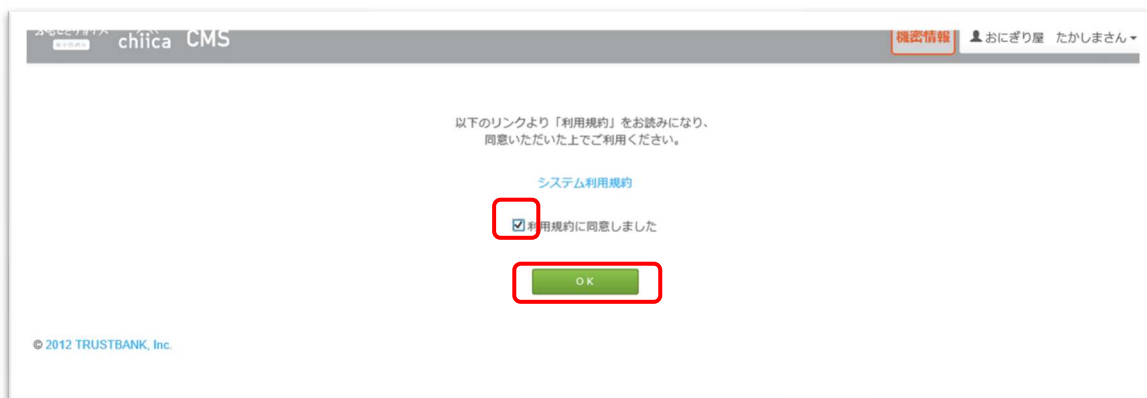 chiica CMS
機密情報 おにぎり屋 たかしまさん
以下のリンクより「利用規約」をお読みになり、
同意いただいた上でご利用ください。
システム利用規約
利用規約に同意しました
OK
© 2012 TRUSTBANK, Inc.